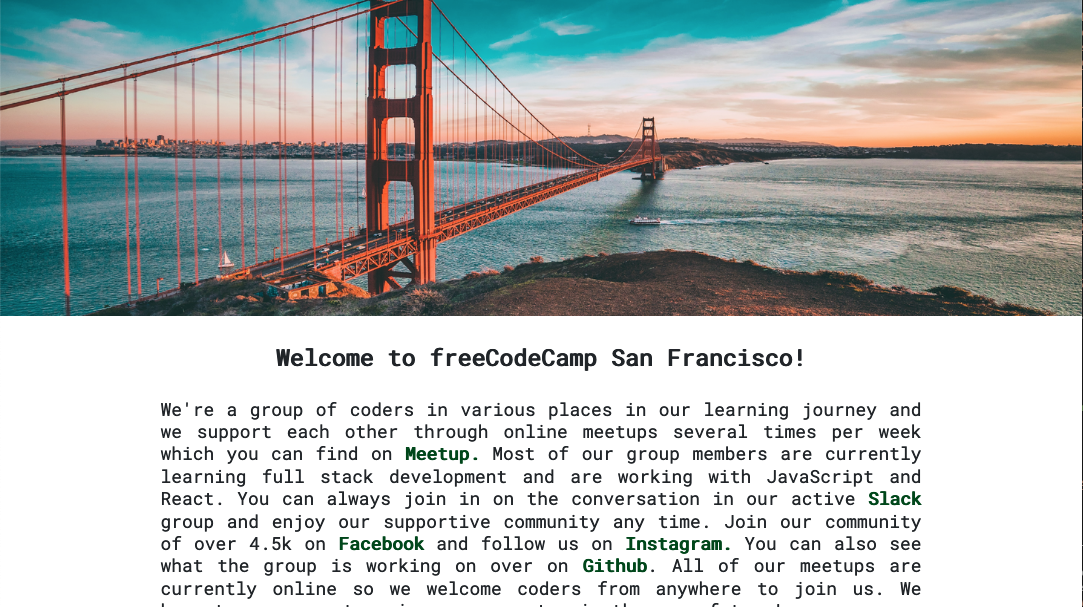 Welcome to freeCodeCamp San Francisco!
We're a group of coders in various places in our learning journey and
we support each other through online meetups several times per week
which you can find on Meetup. Most of our group members are currently
learning full stack development and are working with JavaScript and
React. You can always join in on the conversation in our active Slack
group and enjoy our supportive community any time. Join our community
of over 4.5k on Facebook and follow us on Instagram. You can also see
what the group is working on over on Github. All of our meetups are
currently online so we welcome coders from anywhere to join us. We